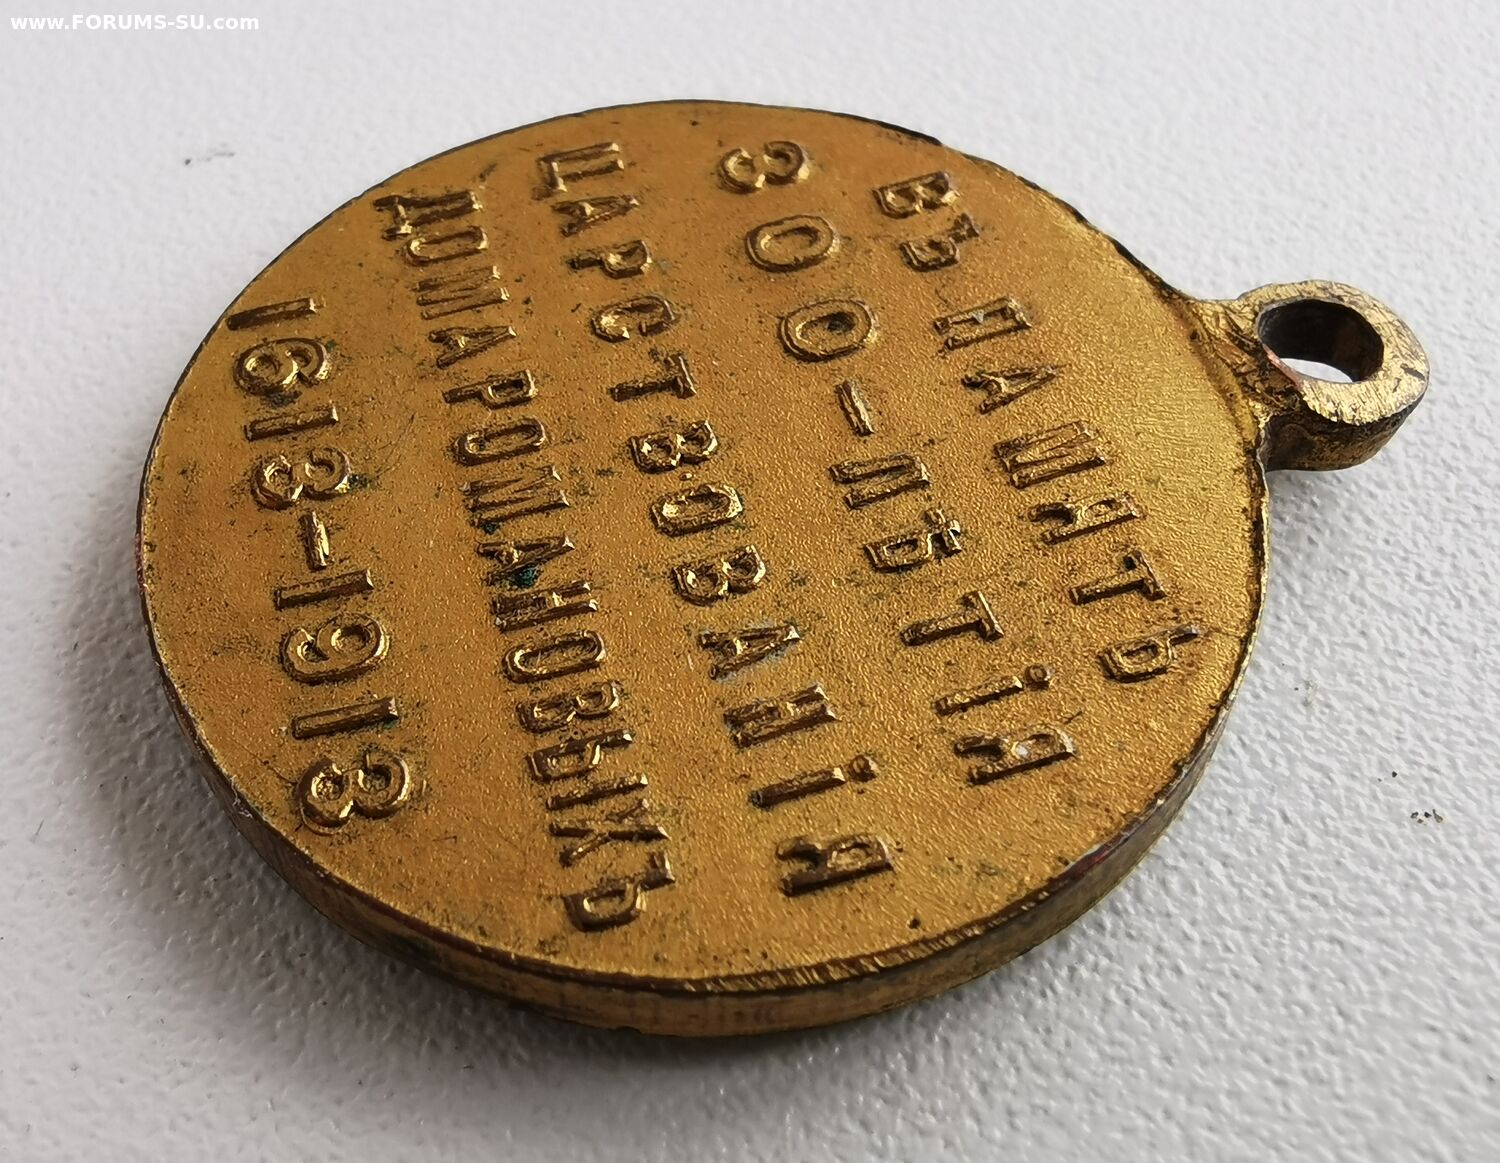 www.FORUMS-SU.com
ВЪ ПАМЯТЬ
300-ЛѢТІЯ
ЦАРСТВОВАНІЯ
ДОМА РОМАНОВЫХЪ
1613-1913